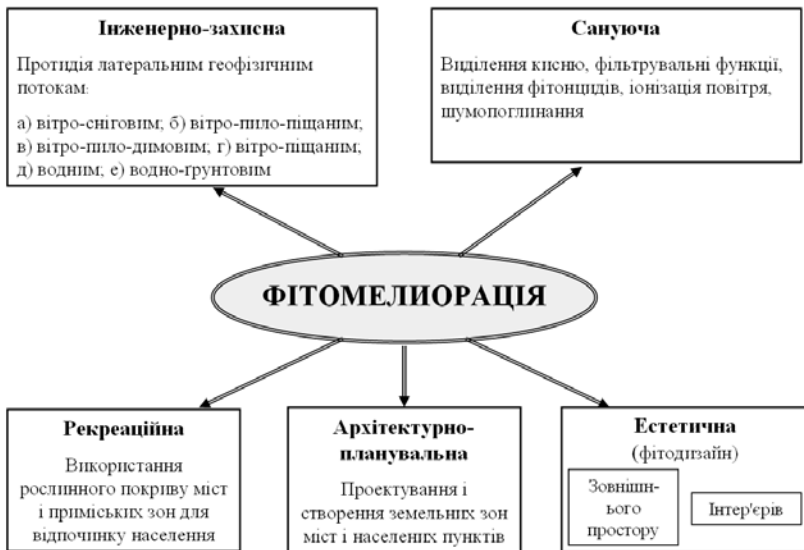 Інженерно-захисна
Протидія латеральним геофізичним
потокам:
а) вітро-сніговим; б) вітро-пило-піщаним;
в) вітро-пило-димовим; г) вітро-піщаним;
д) водним; е) водно-ґрунтовим
Сануюча
Виділення кисню, фільтрувальні функції,
виділення фітонцидів, іонізація повітря,
шумопоглинання
ФІТОМЕЛИОРАЦІЯ
Рекреаційна
Використання
рослинного покриву міст
і приміських зон для
відпочинку населення
Архітектурно-
планувальна
Проектування і
створення земельних зон
міст і населених пунктів
Естетична
(фітодизайн)
Зовнішн-
ього
простору
Інтер'єрів